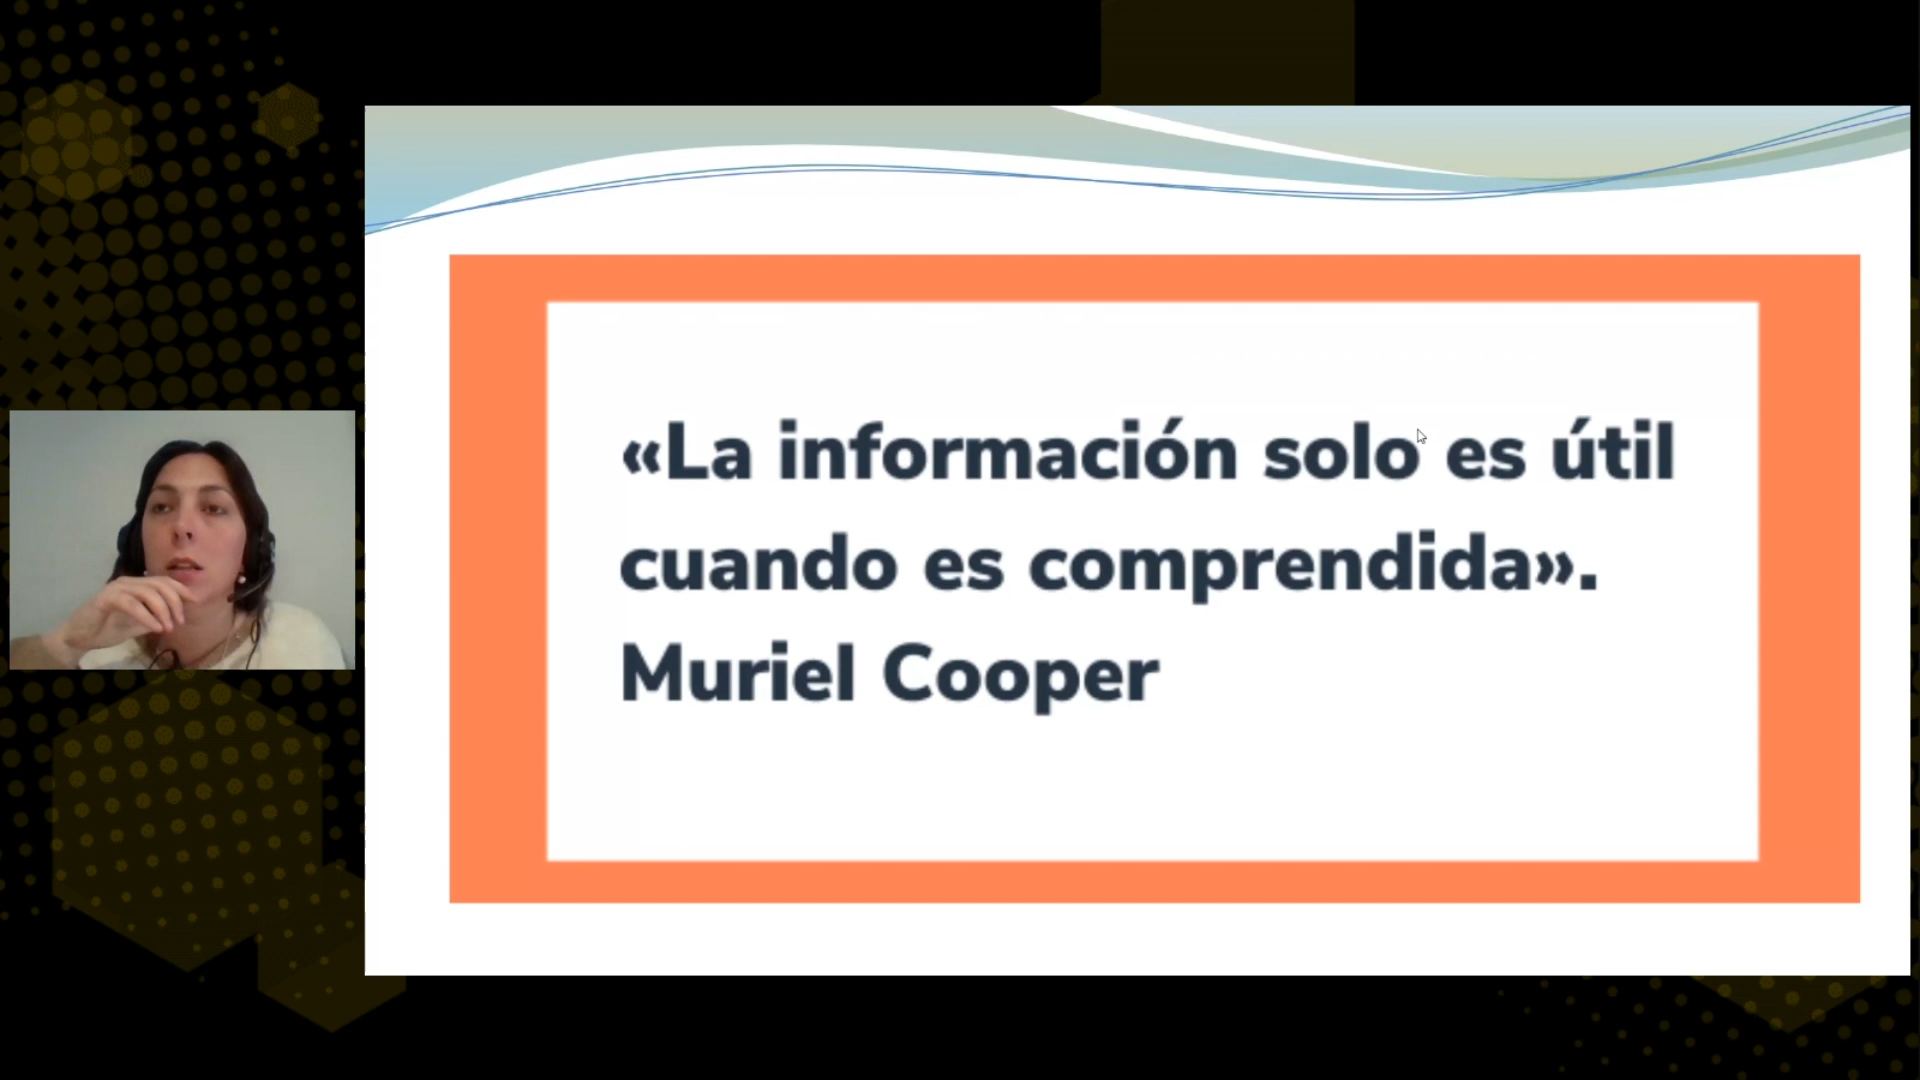 «La información solo es útil
cuando es comprendida».
Muriel Cooper